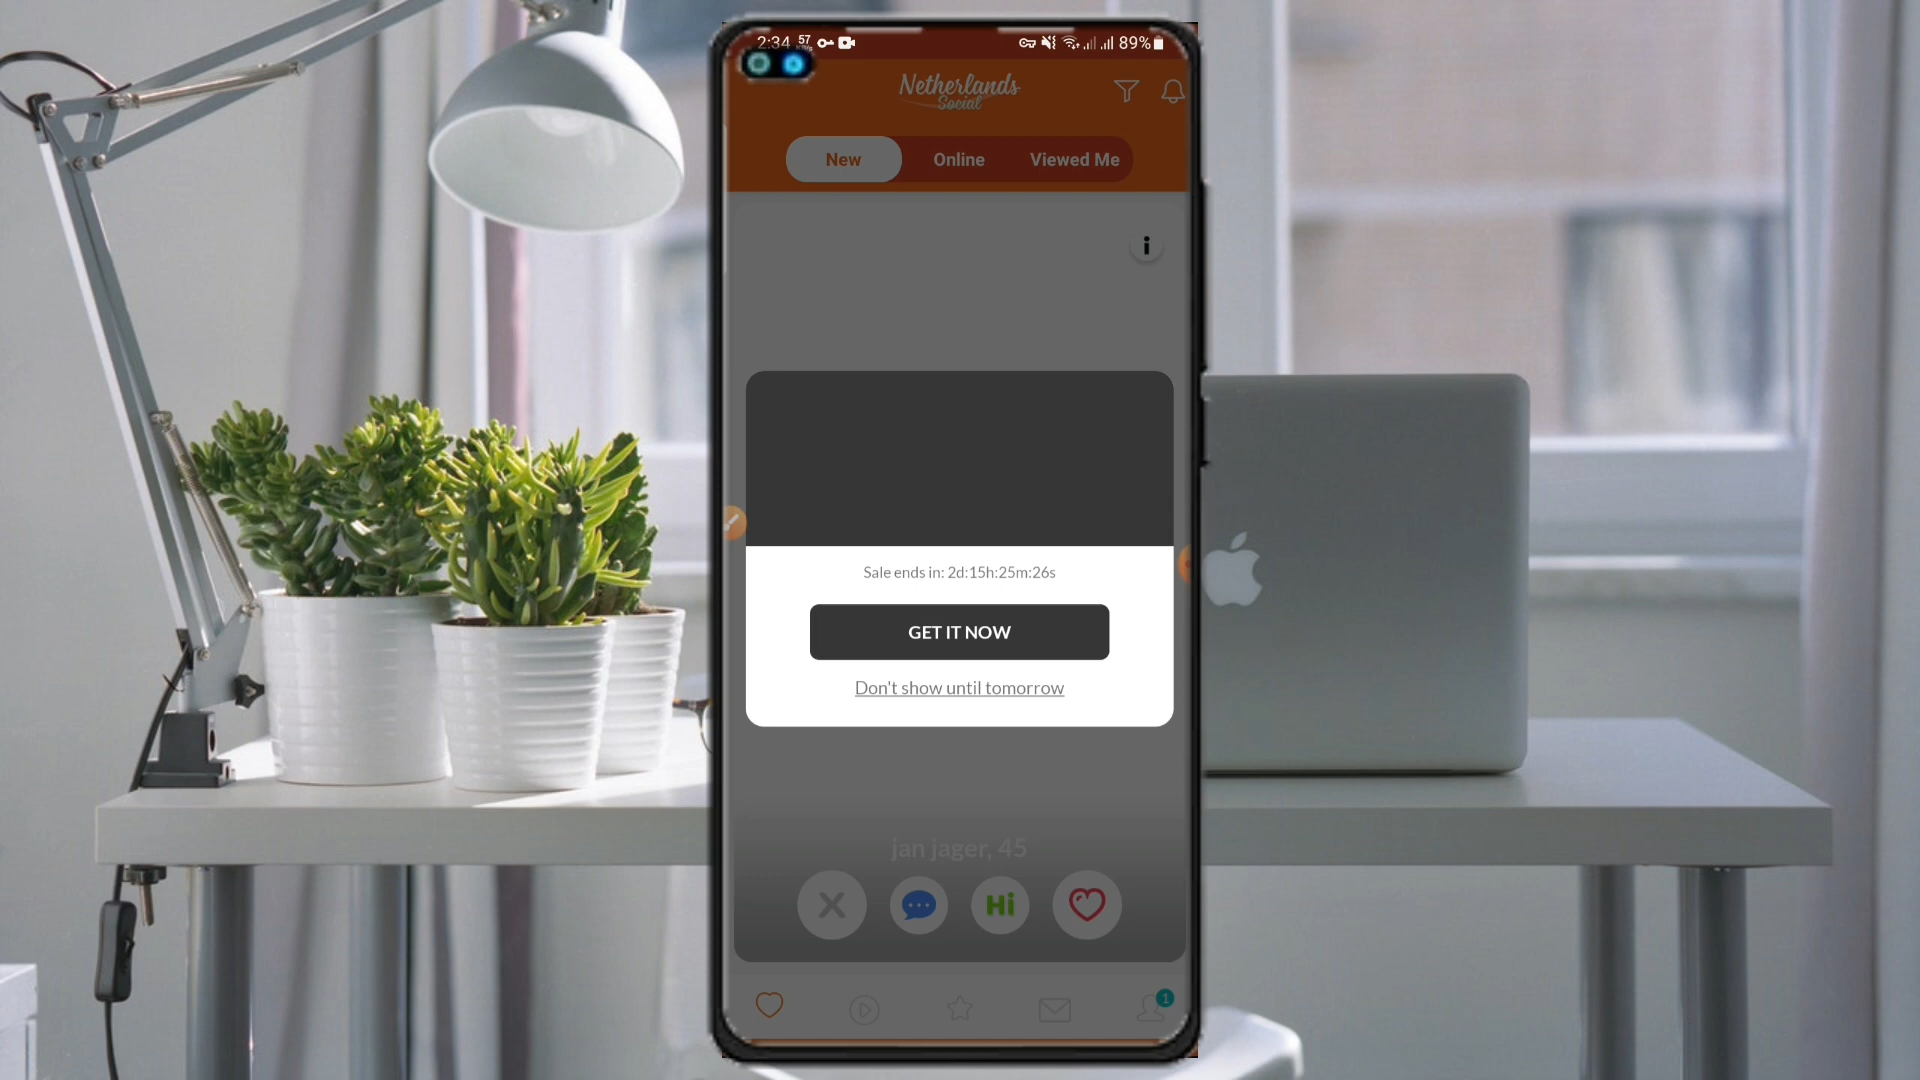 2:34 57 89%
Netherlands
Social
New Online Viewed Me
i
Sale ends in: 2d:15h:25m:26s
GET IT NOW
Don't show until tomorrow
jan jager, 45
Hi
1